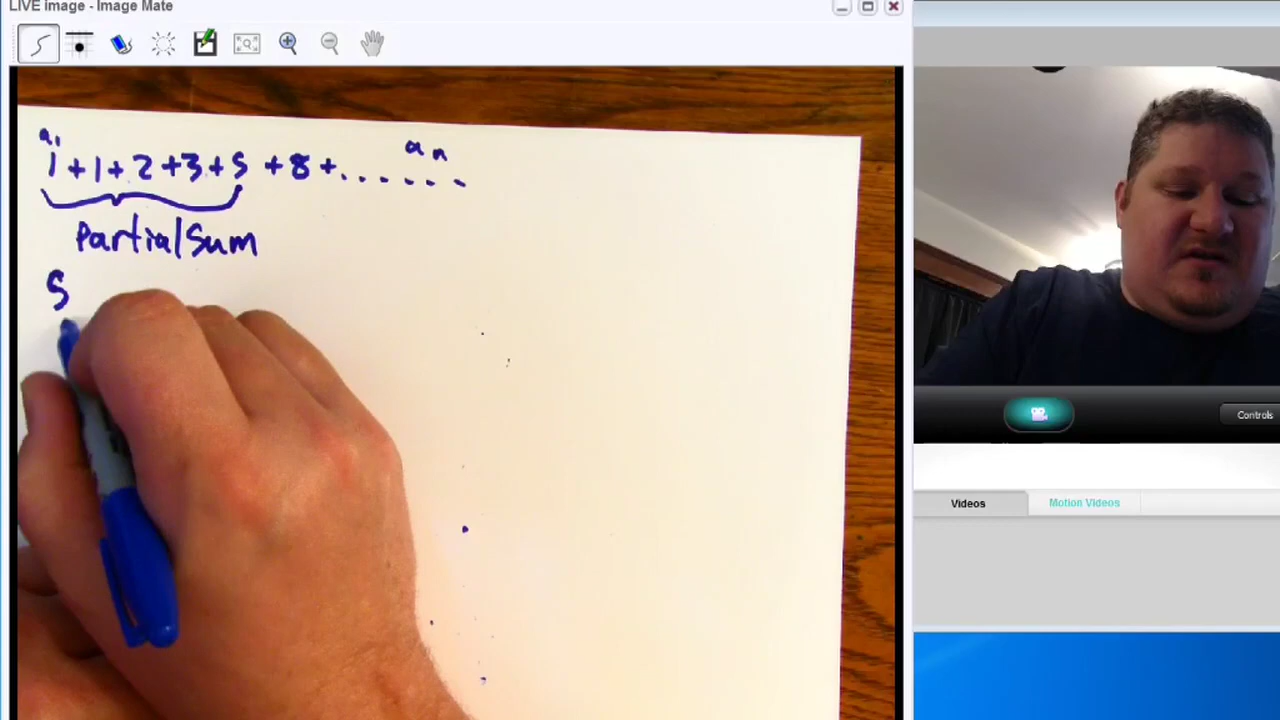 LIVE image - Image Mate
a1 an
1+1+2+3+5+8+.......
Partial Sum
S
Controls
Videos Motion Videos